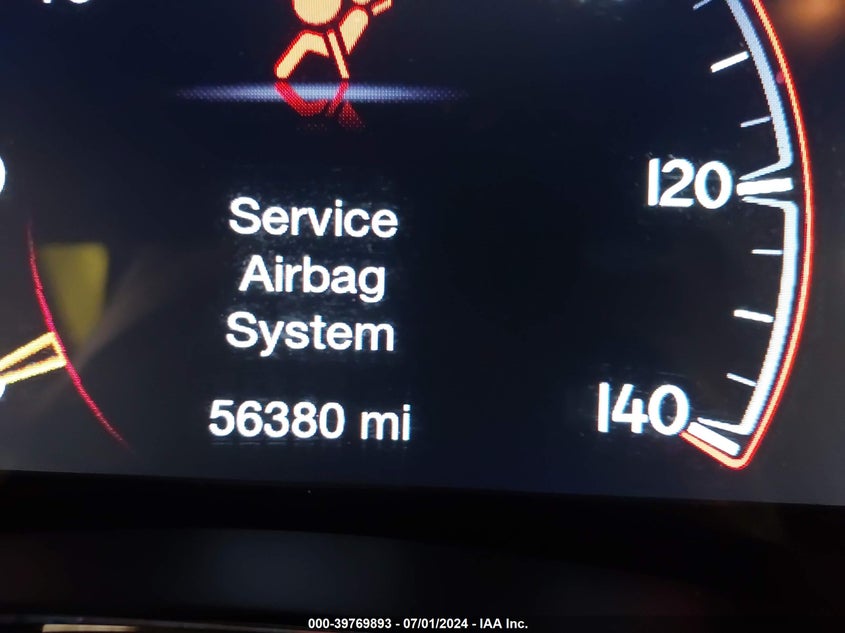 Service
Airbag
System
56380 mi
120
140
000-39769893 - 07/01/2024 - IAA Inc.